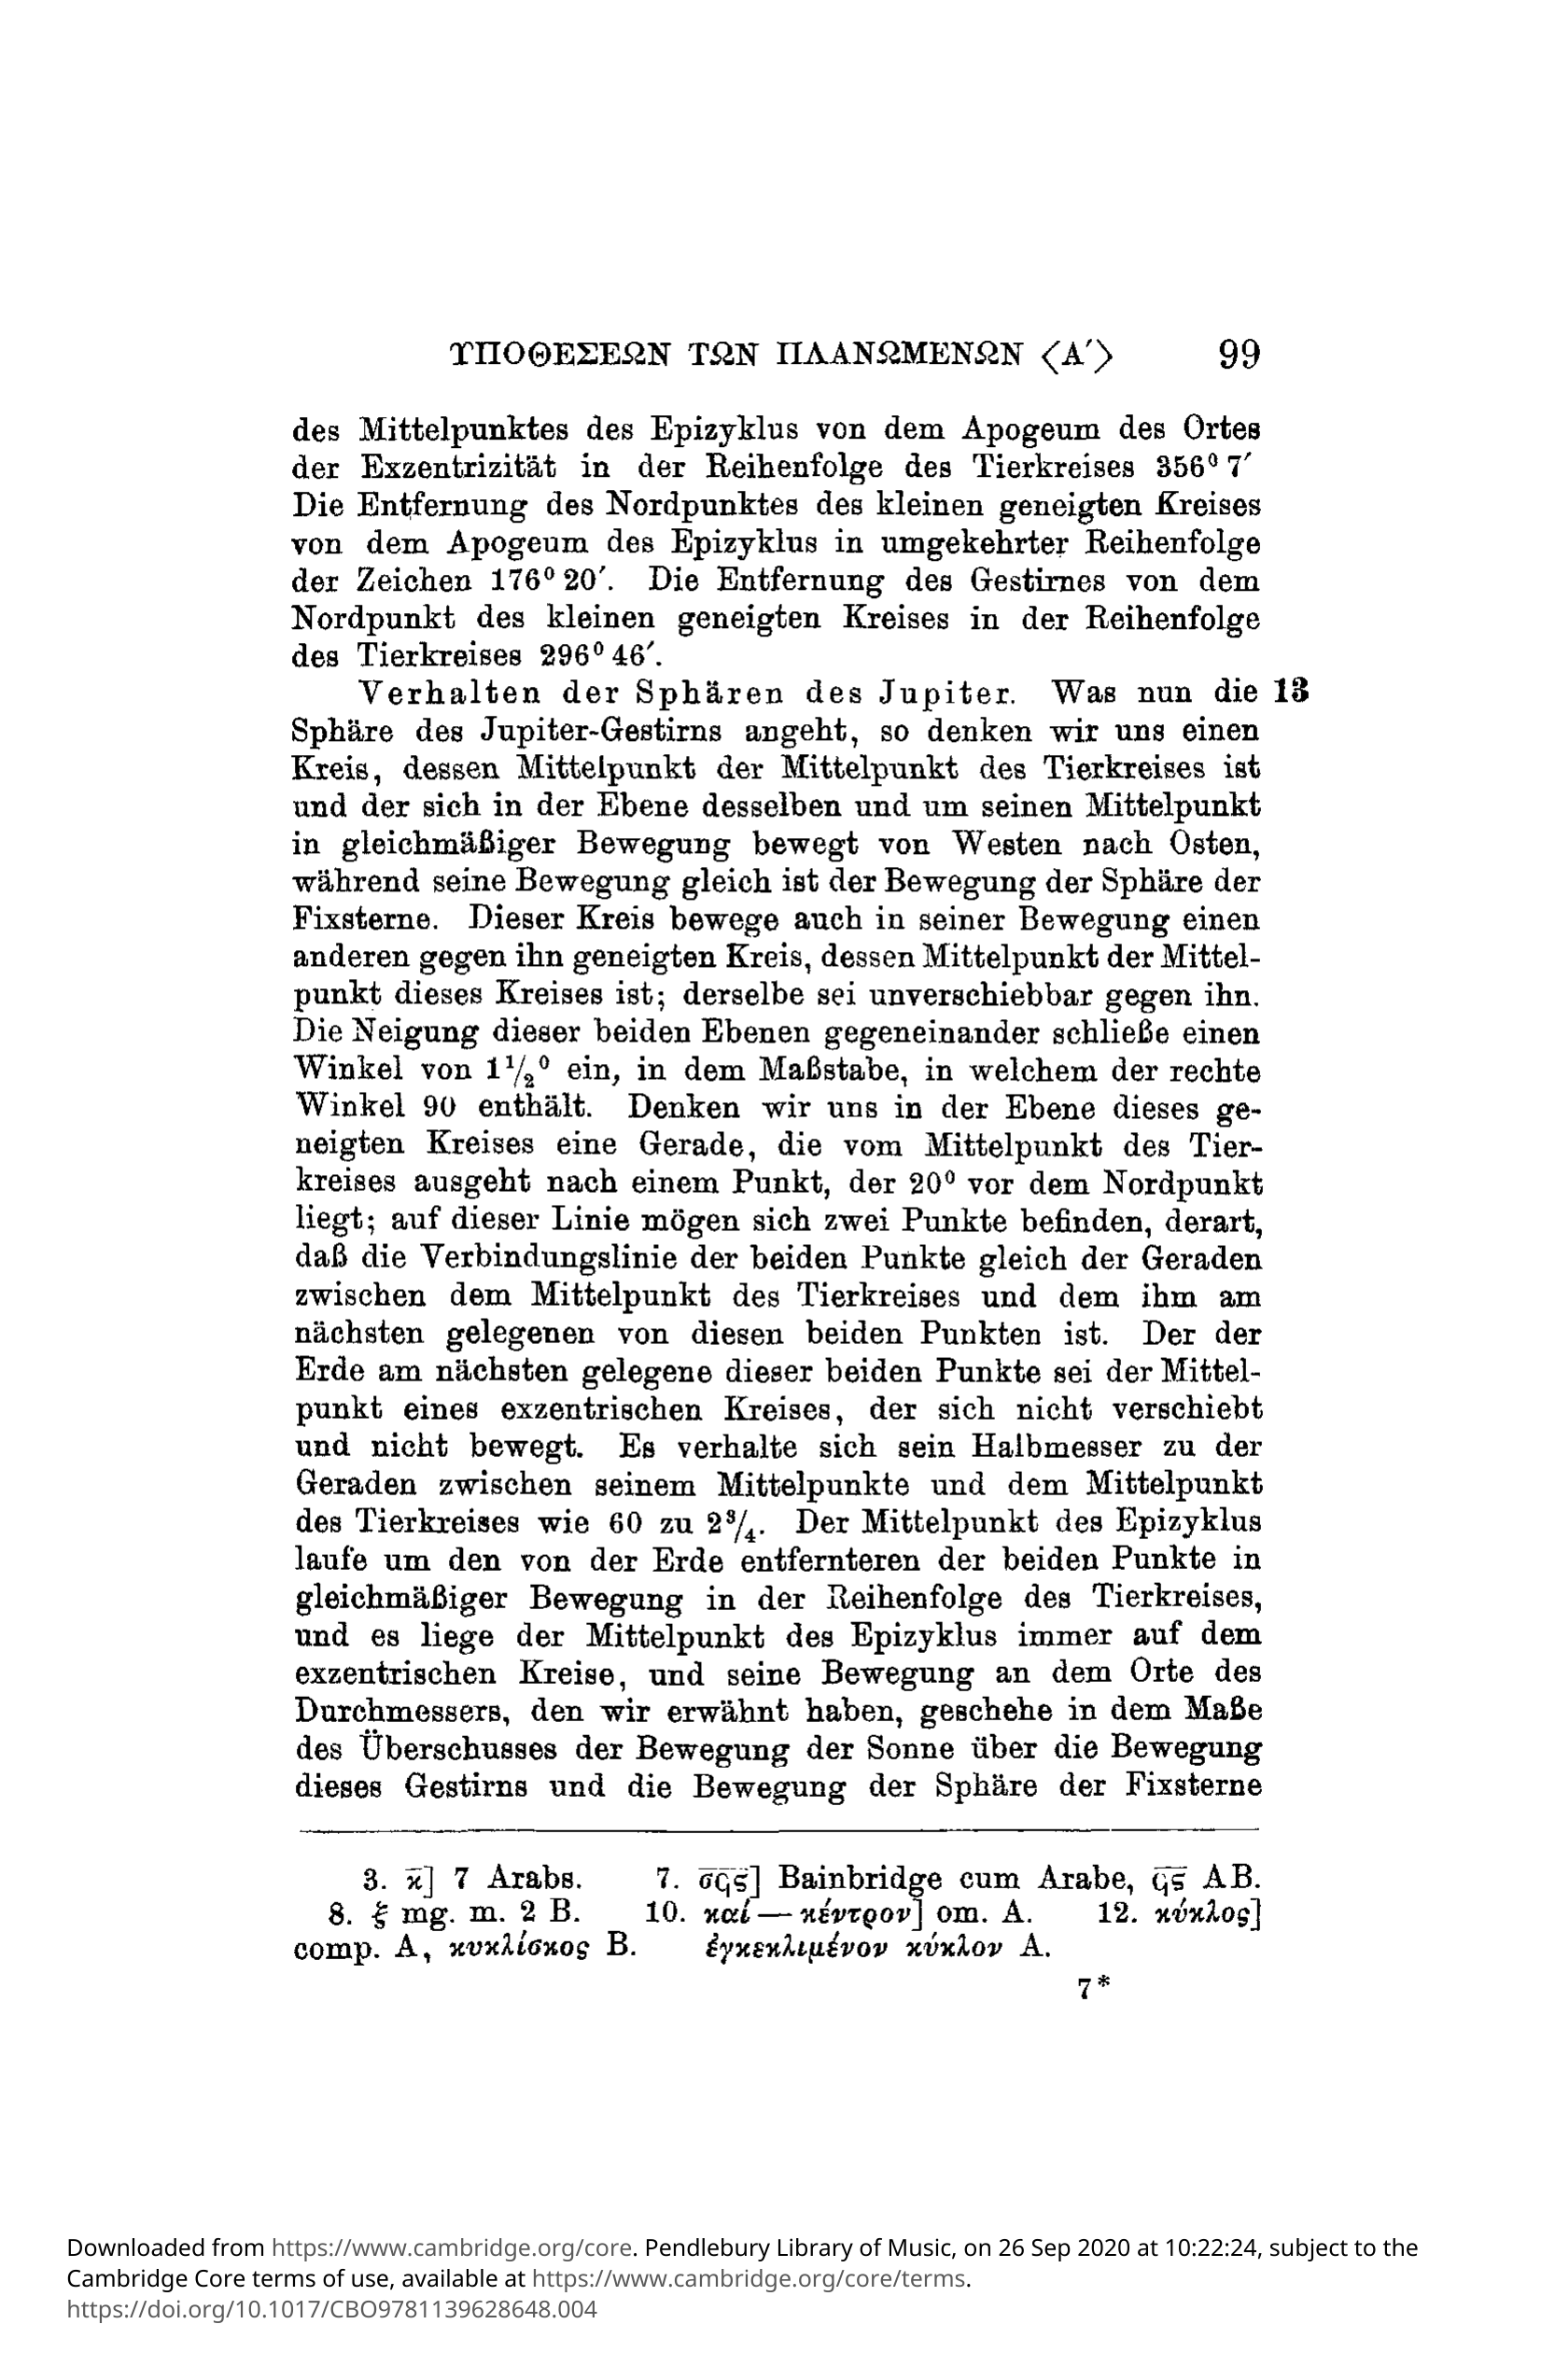 ΥΠΟΘΕΣΕΩΝ ΤΩΝ ΠΛΑΝΩΜΕΝΩΝ ⟨Α′⟩ 99
des Mittelpunktes des Epizyklus von dem Apogeum des Ortes
der Exzentrizität in der Reihenfolge des Tierkreises 356⁰ 7′
Die Entfernung des Nordpunktes des kleinen geneigten Kreises
von dem Apogeum des Epizyklus in umgekehrter Reihenfolge
der Zeichen 176⁰ 20′. Die Entfernung des Gestirnes von dem
Nordpunkt des kleinen geneigten Kreises in der Reihenfolge
des Tierkreises 296⁰ 46′.
Verhalten der Sphären des Jupiter. Was nun die 13
Sphäre des Jupiter-Gestirns angeht, so denken wir uns einen
Kreis, dessen Mittelpunkt der Mittelpunkt des Tierkreises ist
und der sich in der Ebene desselben und um seinen Mittelpunkt
in gleichmäßiger Bewegung bewegt von Westen nach Osten,
während seine Bewegung gleich ist der Bewegung der Sphäre der
Fixsterne. Dieser Kreis bewege auch in seiner Bewegung einen
anderen gegen ihn geneigten Kreis, dessen Mittelpunkt der Mittel-
punkt dieses Kreises ist; derselbe sei unverschiebbar gegen ihn.
Die Neigung dieser beiden Ebenen gegeneinander schließe einen
Winkel von 1¹/₂⁰ ein, in dem Maßstabe, in welchem der rechte
Winkel 90 enthält. Denken wir uns in der Ebene dieses ge-
neigten Kreises eine Gerade, die vom Mittelpunkt des Tier-
kreises ausgeht nach einem Punkt, der 20⁰ vor dem Nordpunkt
liegt; auf dieser Linie mögen sich zwei Punkte befinden, derart,
daß die Verbindungslinie der beiden Punkte gleich der Geraden
zwischen dem Mittelpunkt des Tierkreises und dem ihm am
nächsten gelegenen von diesen beiden Punkten ist. Der der
Erde am nächsten gelegene dieser beiden Punkte sei der Mittel-
punkt eines exzentrischen Kreises, der sich nicht verschiebt
und nicht bewegt. Es verhalte sich sein Halbmesser zu der
Geraden zwischen seinem Mittelpunkte und dem Mittelpunkt
des Tierkreises wie 60 zu 2³/₄. Der Mittelpunkt des Epizyklus
laufe um den von der Erde entfernteren der beiden Punkte in
gleichmäßiger Bewegung in der Reihenfolge des Tierkreises,
und es liege der Mittelpunkt des Epizyklus immer auf dem
exzentrischen Kreise, und seine Bewegung an dem Orte des
Durchmessers, den wir erwähnt haben, geschehe in dem Maße
des Überschusses der Bewegung der Sonne über die Bewegung
dieses Gestirns und die Bewegung der Sphäre der Fixsterne
3. κ̅] 7 Arabs. 7. σ̅ϥ̅ϛ̅] Bainbridge cum Arabe, ϥ̅ϛ̅ AB.
8. ξ mg. m. 2 B. 10. καί — κέντρον] om. A. 12. κύκλος]
comp. A, κυκλίσκος B. ἐγκεκλιμένον κύκλον A.
7*
Downloaded from https://www.cambridge.org/core. Pendlebury Library of Music, on 26 Sep 2020 at 10:22:24, subject to the
Cambridge Core terms of use, available at https://www.cambridge.org/core/terms.
https://doi.org/10.1017/CBO9781139628648.004